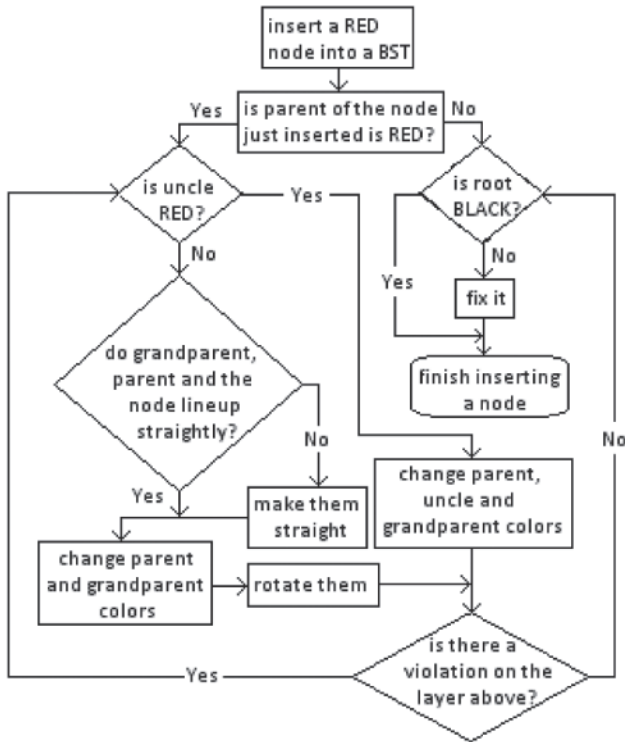 insert a RED
node into a BST
Yes
is parent of the node
just inserted is RED?
No
is uncle
RED?
Yes
is root
BLACK?
No
No
Yes
fix it
do grandparent,
parent and the
node lineup
straightly?
finish inserting
a node
No
No
Yes
make them
straight
change parent,
uncle and
grandparent colors
change parent
and grandparent
colors
rotate them
is there a
violation on the
layer above?
Yes